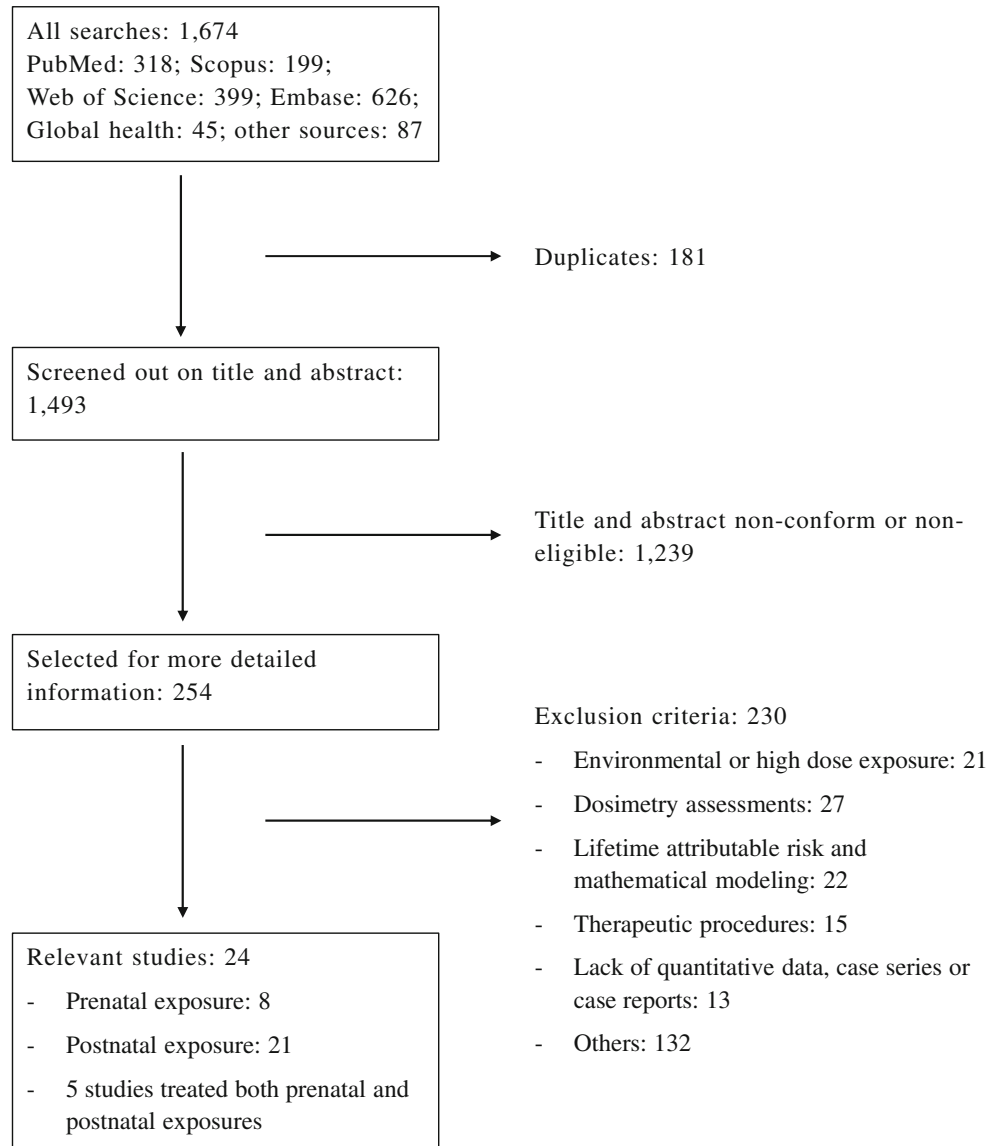 All searches: 1,674
PubMed: 318; Scopus: 199;
Web of Science: 399; Embase: 626;
Global health: 45; other sources: 87
Duplicates: 181
Screened out on title and abstract:
1,493
Title and abstract non-conform or non-
eligible: 1,239
Selected for more detailed
information: 254
Exclusion criteria: 230
- Environmental or high dose exposure: 21
- Dosimetry assessments: 27
- Lifetime attributable risk and
mathematical modeling: 22
- Therapeutic procedures: 15
- Lack of quantitative data, case series or
case reports: 13
- Others: 132
Relevant studies: 24
- Prenatal exposure: 8
- Postnatal exposure: 21
- 5 studies treated both prenatal and
postnatal exposures